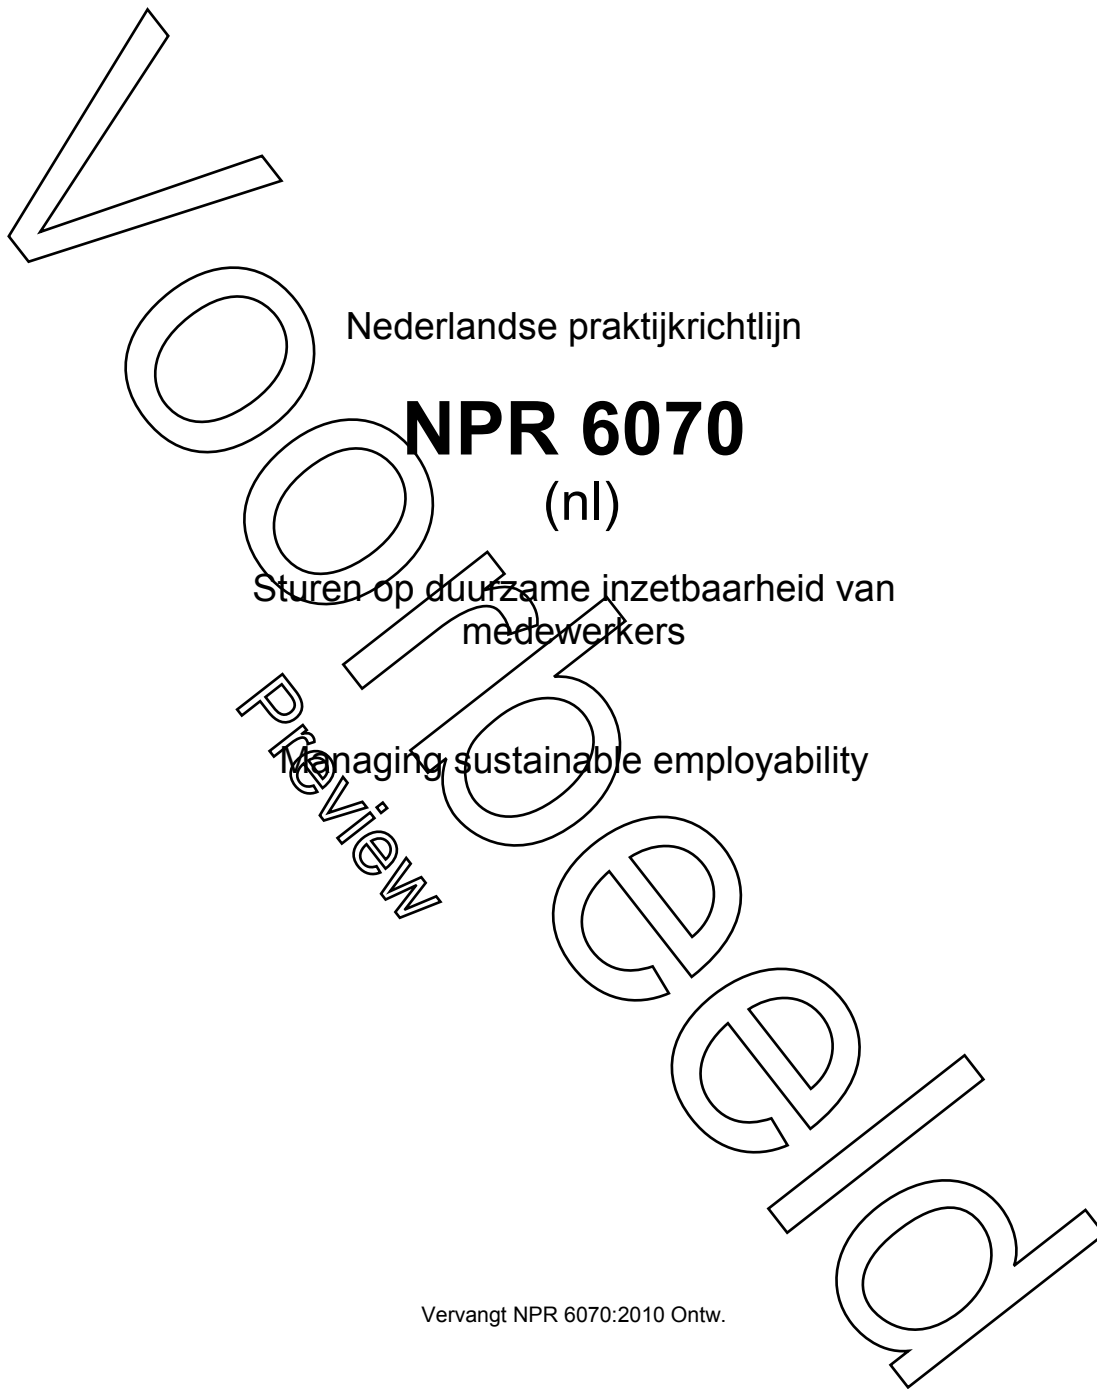 Nederlandse praktijkrichtlijn
NPR 6070
(nl)
Sturen op duurzame inzetbaarheid van
medewerkers
Managing sustainable employability
Voorbeeld
Preview
Vervangt NPR 6070:2010 Ontw.